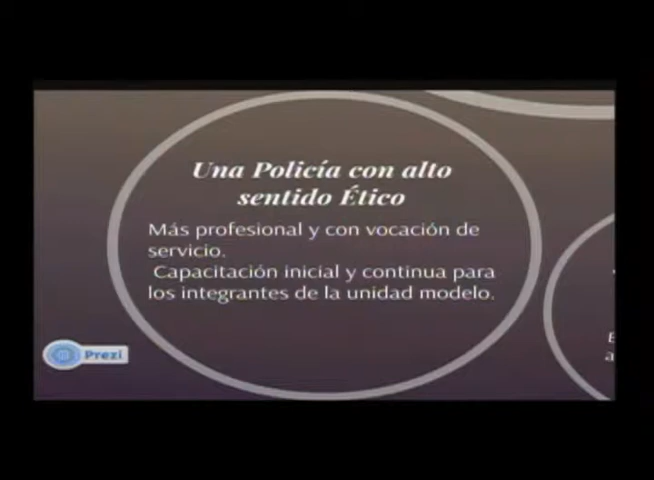 Una Policía con alto
sentido Ético
Más profesional y con vocación de
servicio.
Capacitación inicial y continua para
los integrantes de la unidad modelo.
Prezi